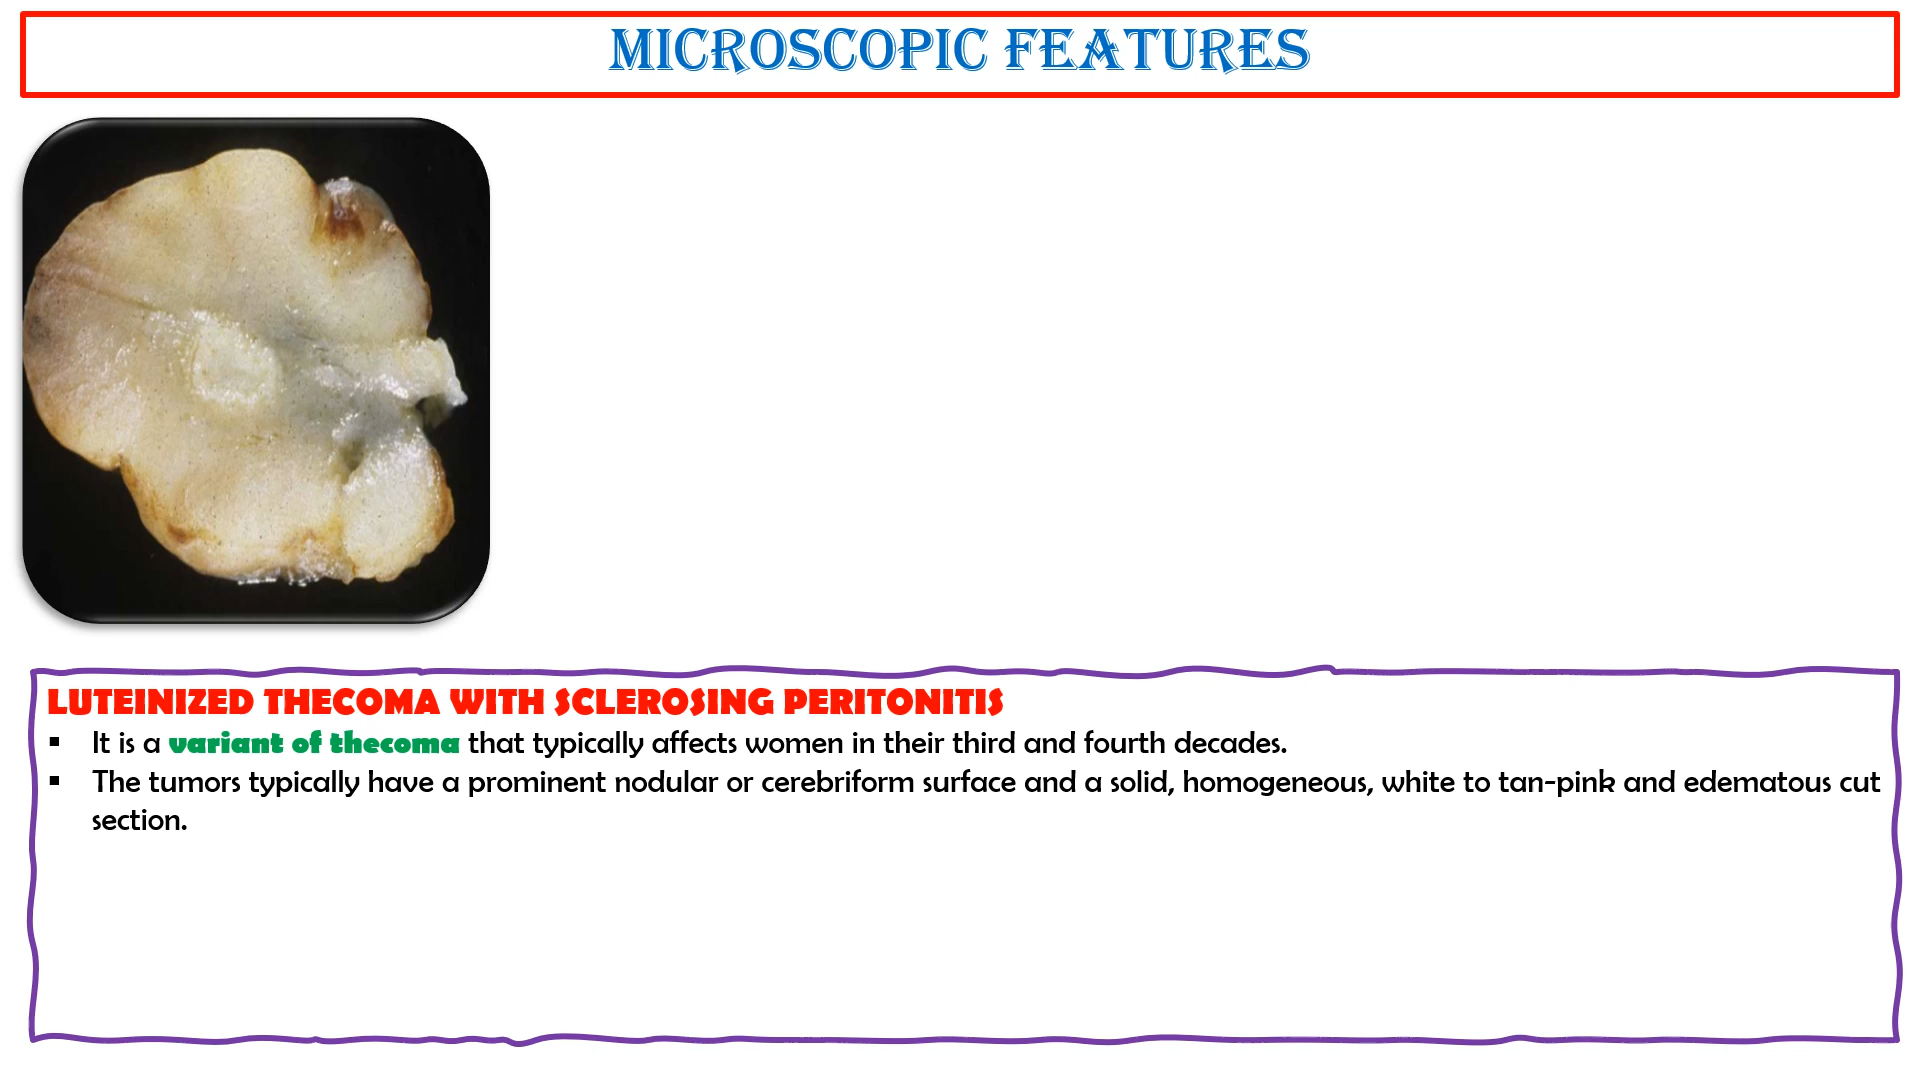 MICROSCOPIC FEATURES
LUTEINIZED THECOMA WITH SCLEROSING PERITONITIS
▪ It is a variant of thecoma that typically affects women in their third and fourth decades.
▪ The tumors typically have a prominent nodular or cerebriform surface and a solid, homogeneous, white to tan-pink and edematous cut
section.